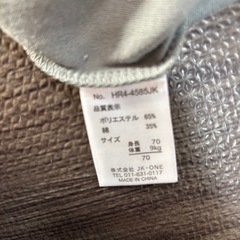 No. HR4-4585JK
品質表示
ポリエステル 65%
綿 35%
サイズ
身長 70
体重 9kg
70
株式会社 JK・ONE
TEL 011-631-0117
MADE IN CHINA